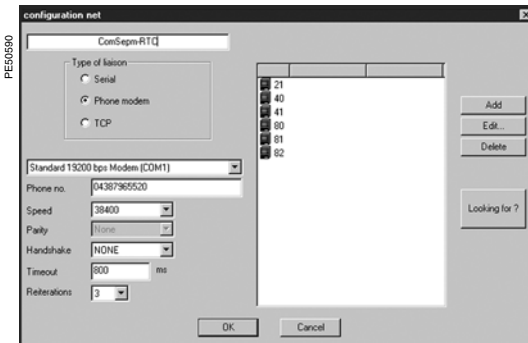 configuration net
PE50590
ComSepm-RTC
Type of liaison
Serial
Phone modem
TCP
21
40
41
80
81
82
Add
Edit...
Delete
Looking for ?
Standard 19200 bps Modem (COM1)
Phone no. 04387965520
Speed 38400
Parity None
Handshake NONE
Timeout 800 ms
Reiterations 3
OK Cancel